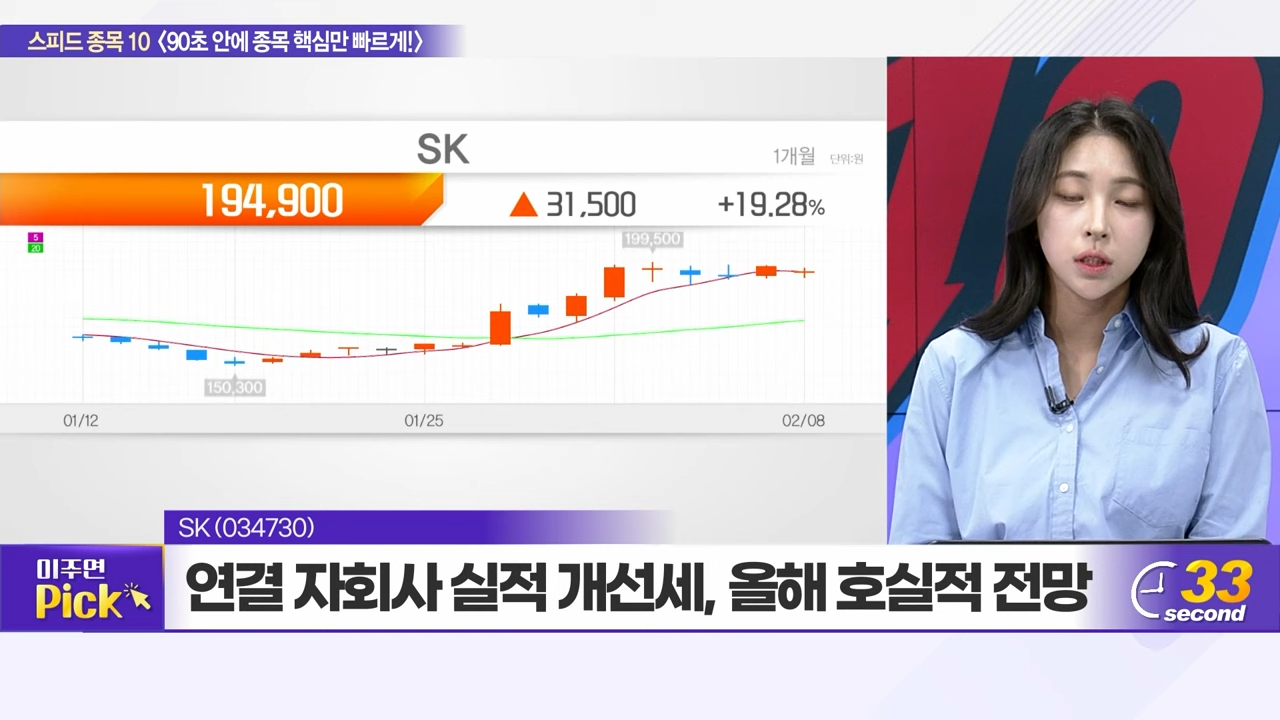 스피드 종목 10 〈90초 안에 종목 핵심만 빠르게!〉
SK
1개월 단위:원
194,900 ▲ 31,500 +19.28%
5
20
199,500
150,300
01/12 01/25 02/08
SK(034730)
미주면
Pick
연결 자회사 실적 개선세, 올해 호실적 전망
33
second